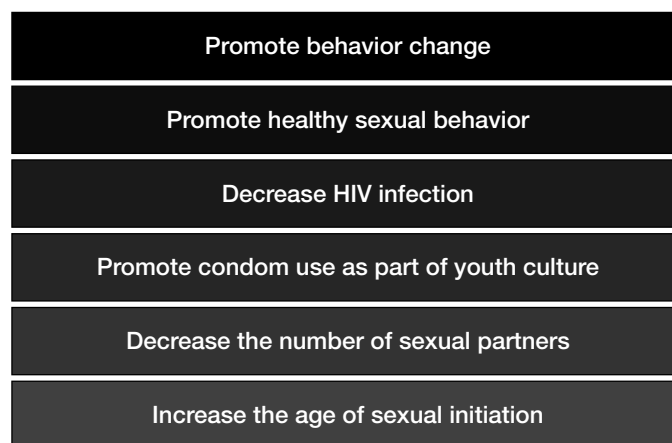 Promote behavior change
Promote healthy sexual behavior
Decrease HIV infection
Promote condom use as part of youth culture
Decrease the number of sexual partners
Increase the age of sexual initiation